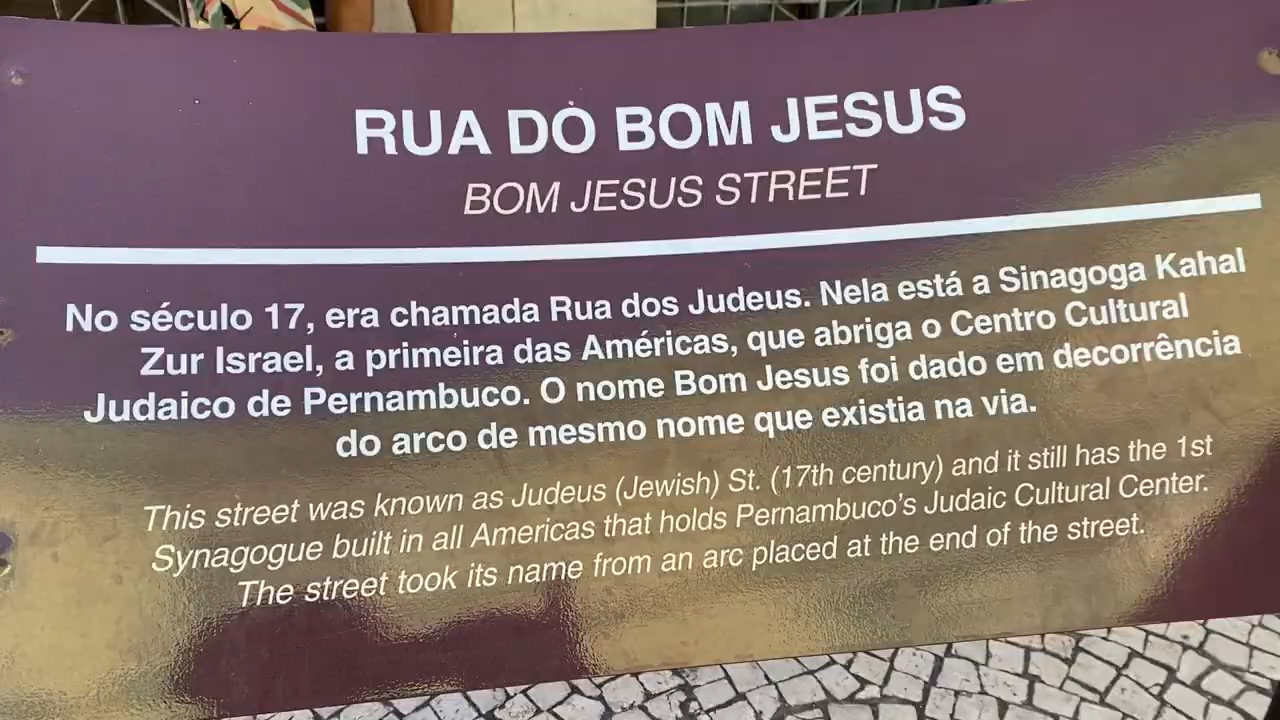 RUA DO BOM JESUS
BOM JESUS STREET
No século 17, era chamada Rua dos Judeus. Nela está a Sinagoga Kahal
Zur Israel, a primeira das Américas, que abriga o Centro Cultural
Judaico de Pernambuco. O nome Bom Jesus foi dado em decorrência
do arco de mesmo nome que existia na via.
This street was known as Judeus (Jewish) St. (17th century) and it still has the 1st
Synagogue built in all Americas that holds Pernambuco's Judaic Cultural Center.
The street took its name from an arc placed at the end of the street.